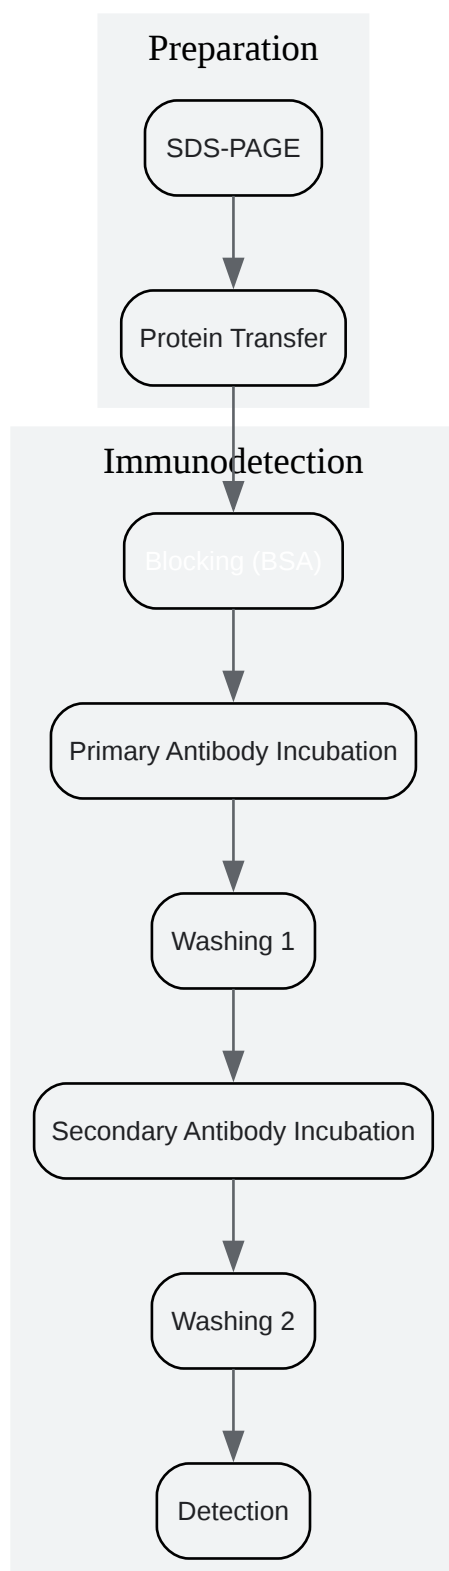 Preparation
SDS-PAGE
Protein Transfer
Immunodetection
Blocking (BSA)
Primary Antibody Incubation
Washing 1
Secondary Antibody Incubation
Washing 2
Detection